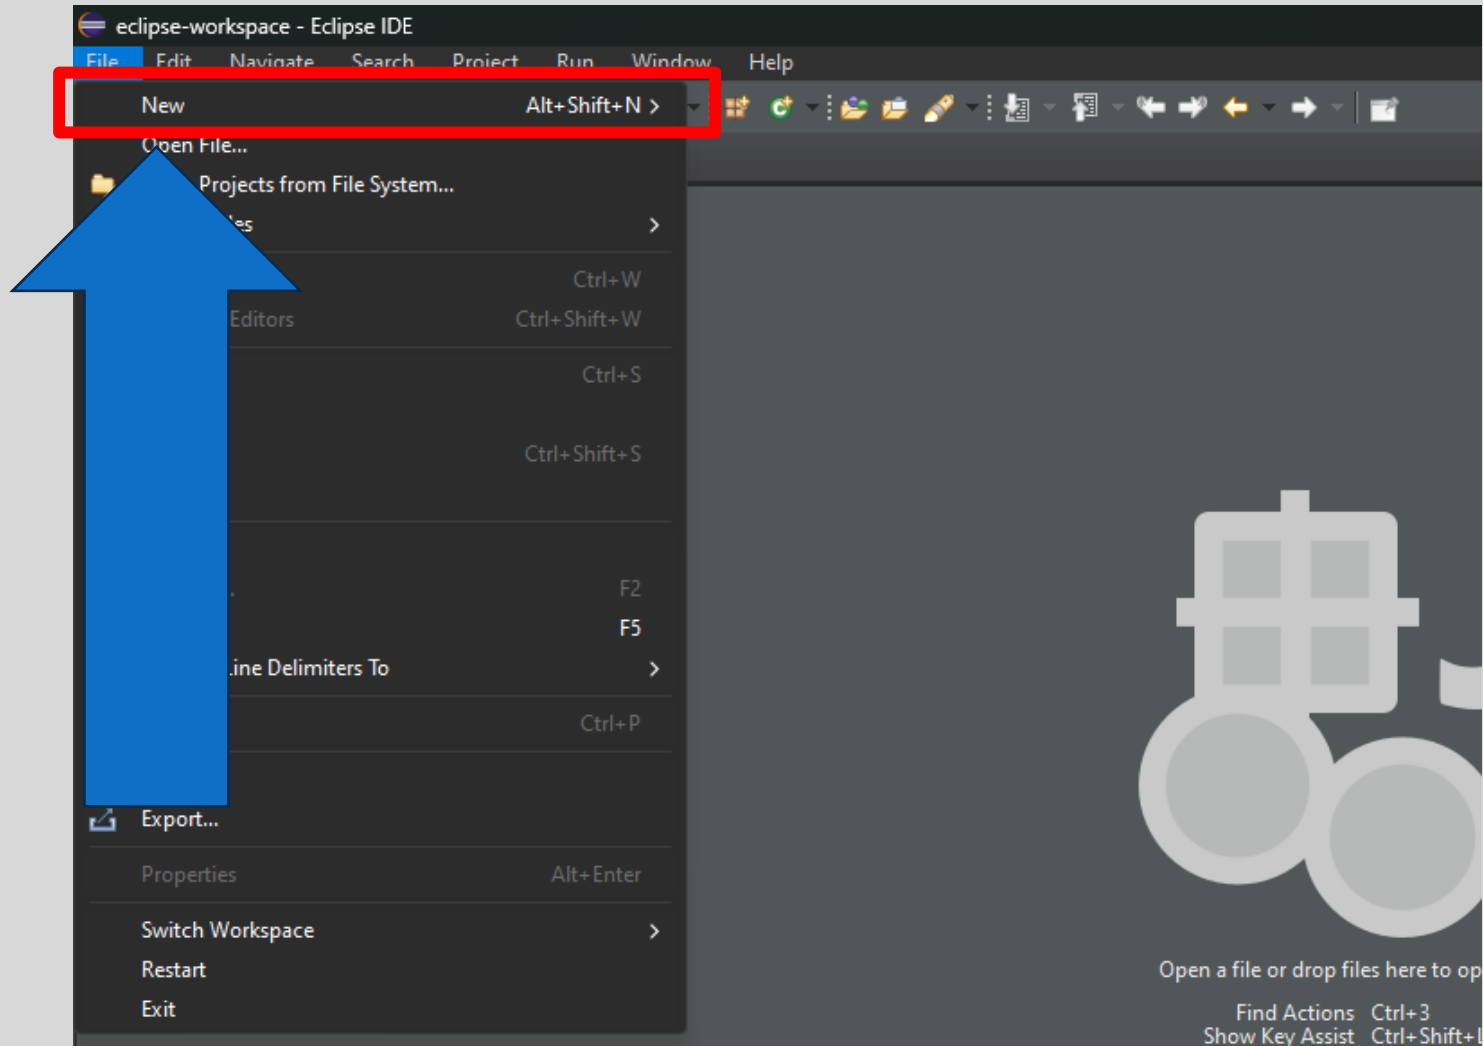 eclipse-workspace - Eclipse IDE
File Edit Navigate Search Project Run Window Help
New Alt+Shift+N >
Open File...
Projects from File System...
>
Ctrl+W
Editors Ctrl+Shift+W
Ctrl+S
Ctrl+Shift+S
F2
F5
Line Delimiters To >
Ctrl+P
Export...
Properties Alt+Enter
Switch Workspace >
Restart
Exit
Open a file or drop files here to op
Find Actions Ctrl+3
Show Key Assist Ctrl+Shift+